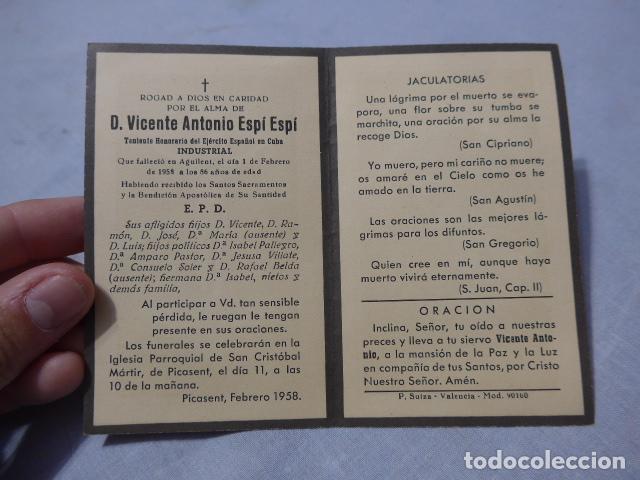 ROGAD A DIOS EN CARIDAD
POR EL ALMA DE
D. Vicente Antonio Espí Espí
Teniente Honorario del Ejército Español en Cuba
INDUSTRIAL
Que falleció en Agullent, el día 1 de Febrero
de 1958 a los 86 años de edad
Habiendo recibido los Santos Sacramentos
y la Bendición Apostólica de Su Santidad
E. P. D.
Sus afligidos hijos D. Vicente, D. Ra-
món, D. José, D.ª María (ausente) y
D. Luis; hijos políticos D.ª Isabel Pallegro,
D.ª Amparo Pastor, D.ª Jesusa Villate,
D.ª Consuelo Soler y D. Rafael Belda
(ausente); hermana D.ª Isabel, nietos y
demás familia,
Al participar a Vd. tan sensible
pérdida, le ruegan le tengan
presente en sus oraciones.
Los funerales se celebrarán en la
Iglesia Parroquial de San Cristóbal
Mártir, de Picasent, el día 11, a las
10 de la mañana.
Picasent, Febrero 1958.
JACULATORIAS
Una lágrima por el muerto se eva-
pora, una flor sobre su tumba se
marchita, una oración por su alma la
recoge Dios.
(San Cipriano)
Yo muero, pero mi cariño no muere;
os amaré en el Cielo como os he
amado en la tierra.
(San Agustín)
Las oraciones son las mejores lá-
grimas para los difuntos.
(San Gregorio)
Quien cree en mí, aunque haya
muerto vivirá eternamente.
(S. Juan, Cap. II)
ORACION
Inclina, Señor, tu oído a nuestras
preces y lleva a tu siervo Vicente Anto-
nio, a la mansión de la Paz y la Luz
en compañía de tus Santos, por Cristo
Nuestro Señor. Amén.
P. Suiza - Valencia - Mod. 90160
todocoleccion.net